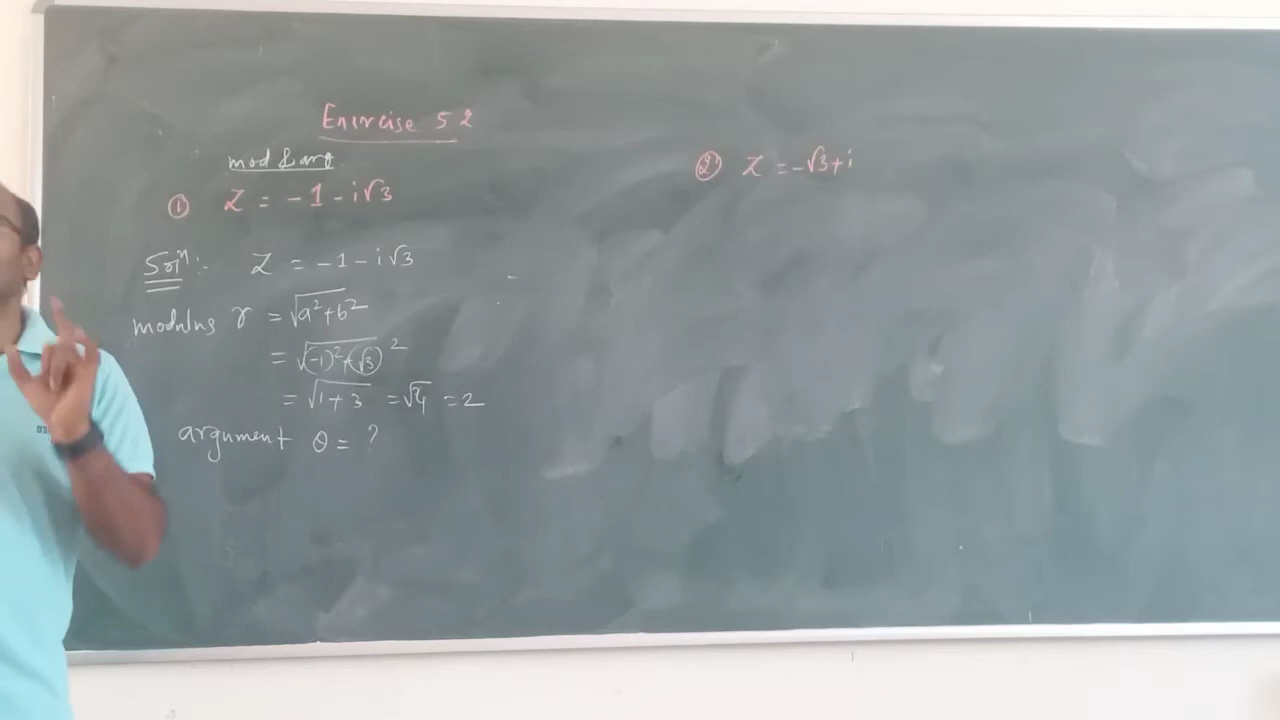 Exercise 5 2
mod & arg
① Z = -1 - i√3
Solⁿ:- Z = -1 - i√3
modulus r = √a²+b²
= √(-1)²+(√3)²
= √1+3 = √4 = 2
argument θ = ?
② Z = -√3+i